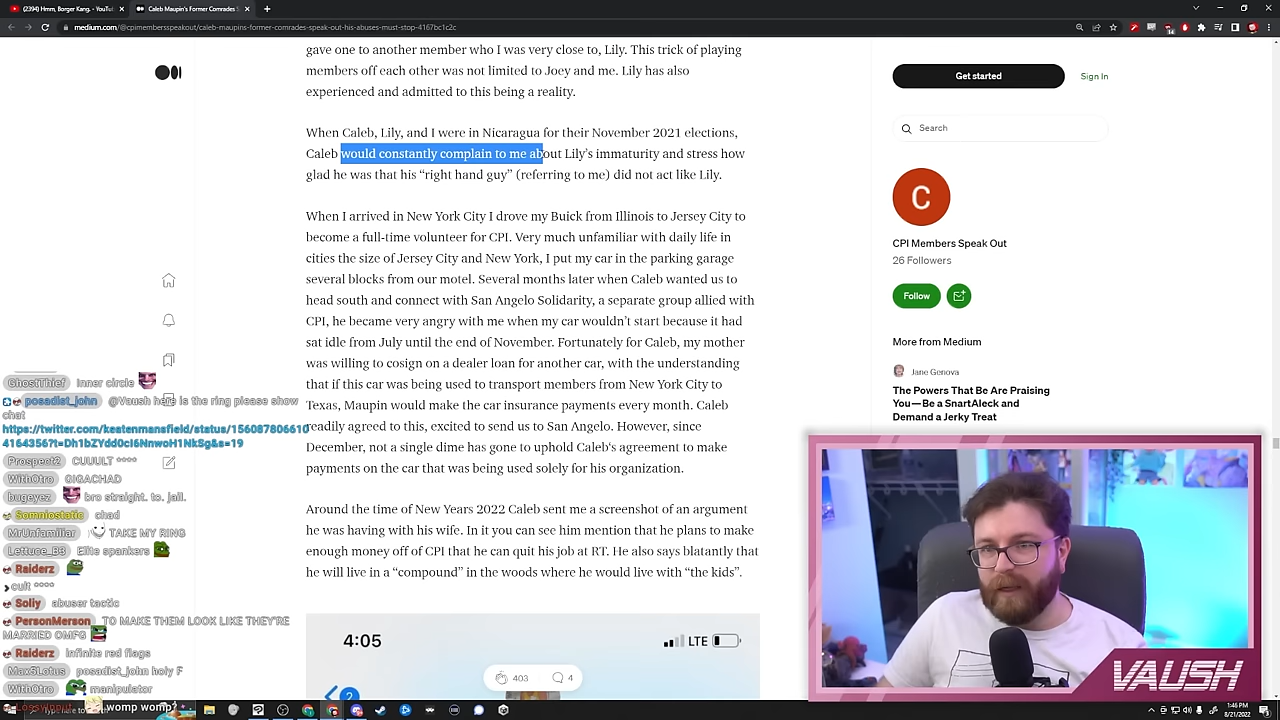 (2394) Hmm, Borger Kang. - YouTu
Caleb Maupin's Former Comrades S
medium.com/@cpimembersspeakout/caleb-maupins-former-comrades-speak-out-his-abuses-must-stop-4167bc1c2c
gave one to another member who I was very close to, Lily. This trick of playing
members off each other was not limited to Joey and me. Lily has also
experienced and admitted to this being a reality.
When Caleb, Lily, and I were in Nicaragua for their November 2021 elections,
Caleb would constantly complain to me about Lily's immaturity and stress how
glad he was that his “right hand guy” (referring to me) did not act like Lily.
When I arrived in New York City I drove my Buick from Illinois to Jersey City to
become a full-time volunteer for CPI. Very much unfamiliar with daily life in
cities the size of Jersey City and New York, I put my car in the parking garage
several blocks from our motel. Several months later when Caleb wanted us to
head south and connect with San Angelo Solidarity, a separate group allied with
CPI, he became very angry with me when my car wouldn't start because it had
sat idle from July until the end of November. Fortunately for Caleb, my mother
was willing to cosign on a dealer loan for another car, with the understanding
that if this car was being used to transport members from New York City to
Texas, Maupin would make the car insurance payments every month. Caleb
readily agreed to this, excited to sent us to San Angelo. However, since
December, not a single dime has gone to uphold Caleb's agreement to make
payments on the car that was being used solely for his organization.
Around the time of New Years 2022 Caleb sent me a screenshot of an argument
he was having with his wife. In it you can see him mention that he plans to make
enough money off of CPI that he can quit his job at RT. He also says blatantly that
he will live in a “compound” in the woods where he would live with “the kids”.
4:05
LTE
2
403
4
Get started
Sign In
Search
C
CPI Members Speak Out
26 Followers
Follow
More from Medium
Jane Genova
The Powers That Be Are Praising
You — Be a SnartAleck and
Demand a Jerky Treat
GhostThief inner circle
posadist_john @Vaush here is the ring please show
chat
https://twitter.com/keatenmansfield/status/156087806610
4164356?t=Dh1bZYdd0cI6NnwoH1NkSg&s=19
Prospect2 CUUULT ****
WithOtro GIGACHAD
bugeyez bro straight. to. jail.
Somniostatic chad
MrUnfamiliar TAKE MY RING
Lettuce_B3 Elite spankers
Raiderz
cult ****
Soliy abuser tactic
PersonMerson TO MAKE THEM LOOK LIKE THEY'RE
MARRIED OMFG
Raiderz infinite red flags
Max5Lotus posadist_john holy F
WithOtro manipulator
womp womp?
VAUSH
1:46 PM
8/21/2022